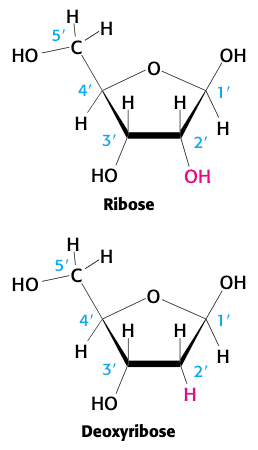 H
5′ H
HO C
O OH
4′ H H 1′
H H
3′ 2′
HO OH
Ribose
H
5′ H
HO C
O OH
4′ H H 1′
H H
3′ 2′
HO H
Deoxyribose